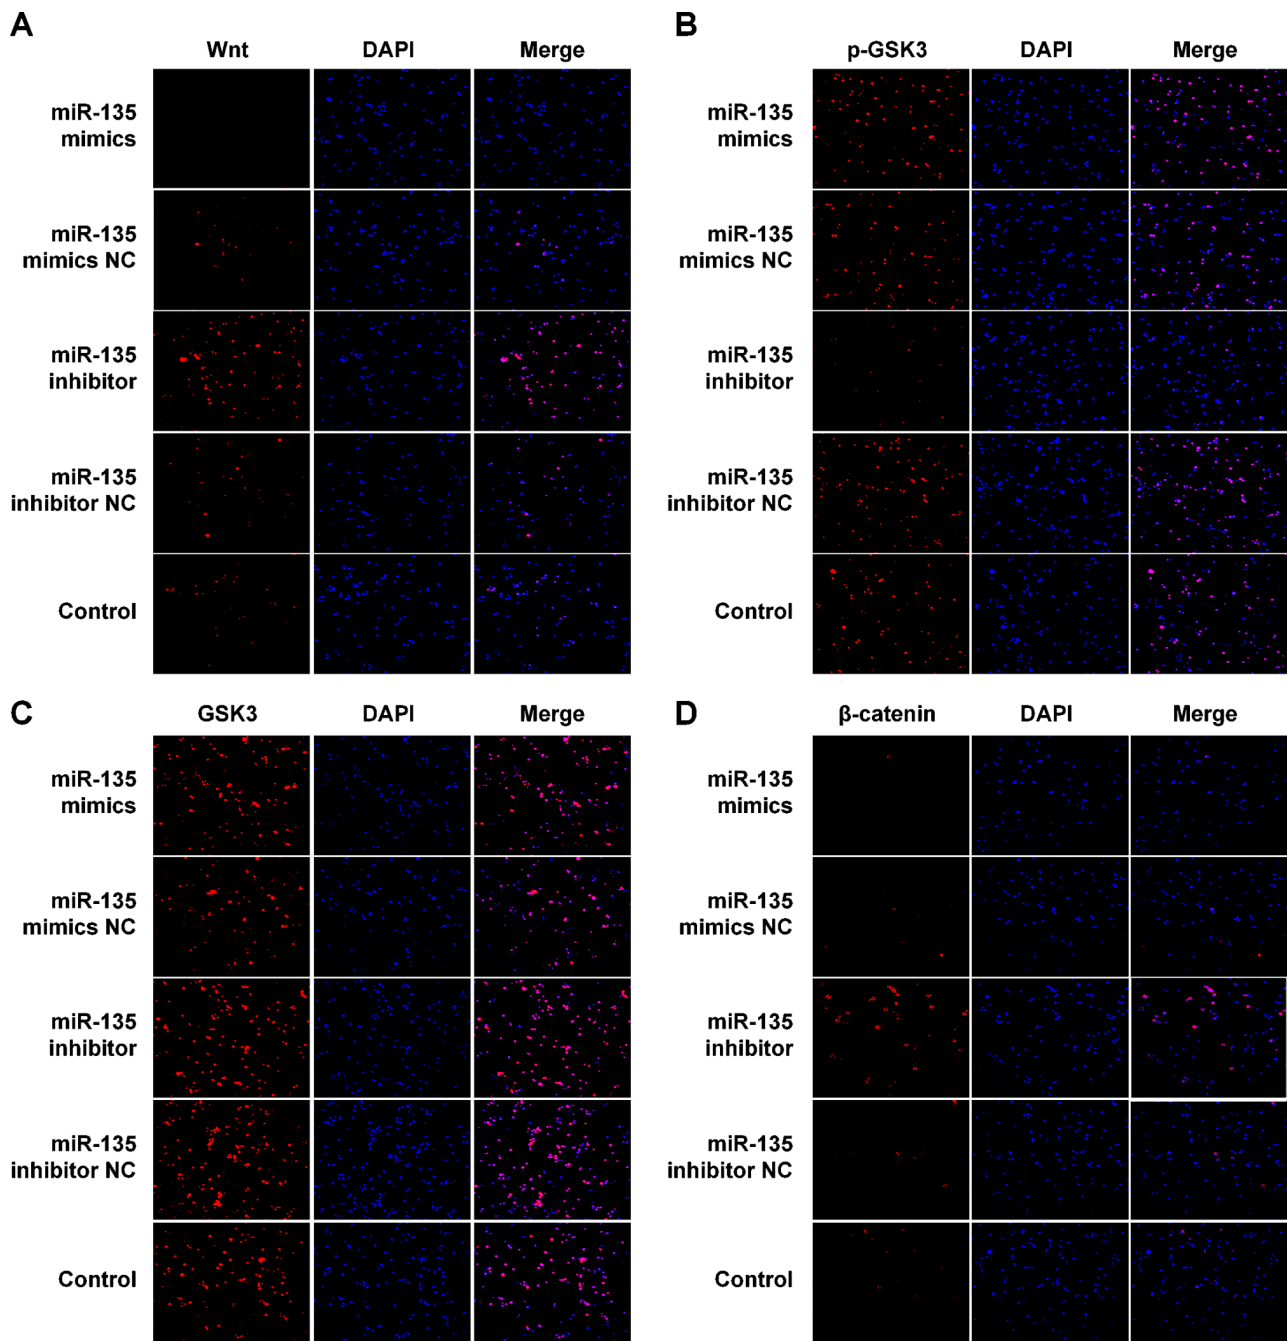 A
Wnt DAPI Merge
miR-135
mimics
miR-135
mimics NC
miR-135
inhibitor
miR-135
inhibitor NC
Control
B
p-GSK3 DAPI Merge
miR-135
mimics
miR-135
mimics NC
miR-135
inhibitor
miR-135
inhibitor NC
Control
C
GSK3 DAPI Merge
miR-135
mimics
miR-135
mimics NC
miR-135
inhibitor
miR-135
inhibitor NC
Control
D
β-catenin DAPI Merge
miR-135
mimics
miR-135
mimics NC
miR-135
inhibitor
miR-135
inhibitor NC
Control